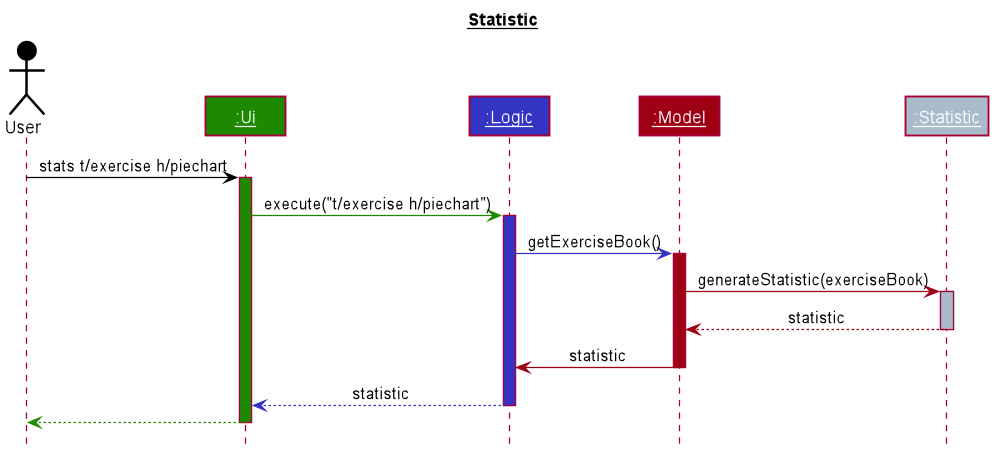 Statistic
User
:Ui
:Logic
:Model
:Statistic
stats t/exercise h/piechart
execute("t/exercise h/piechart")
getExerciseBook()
generateStatistic(exerciseBook)
statistic
statistic
statistic